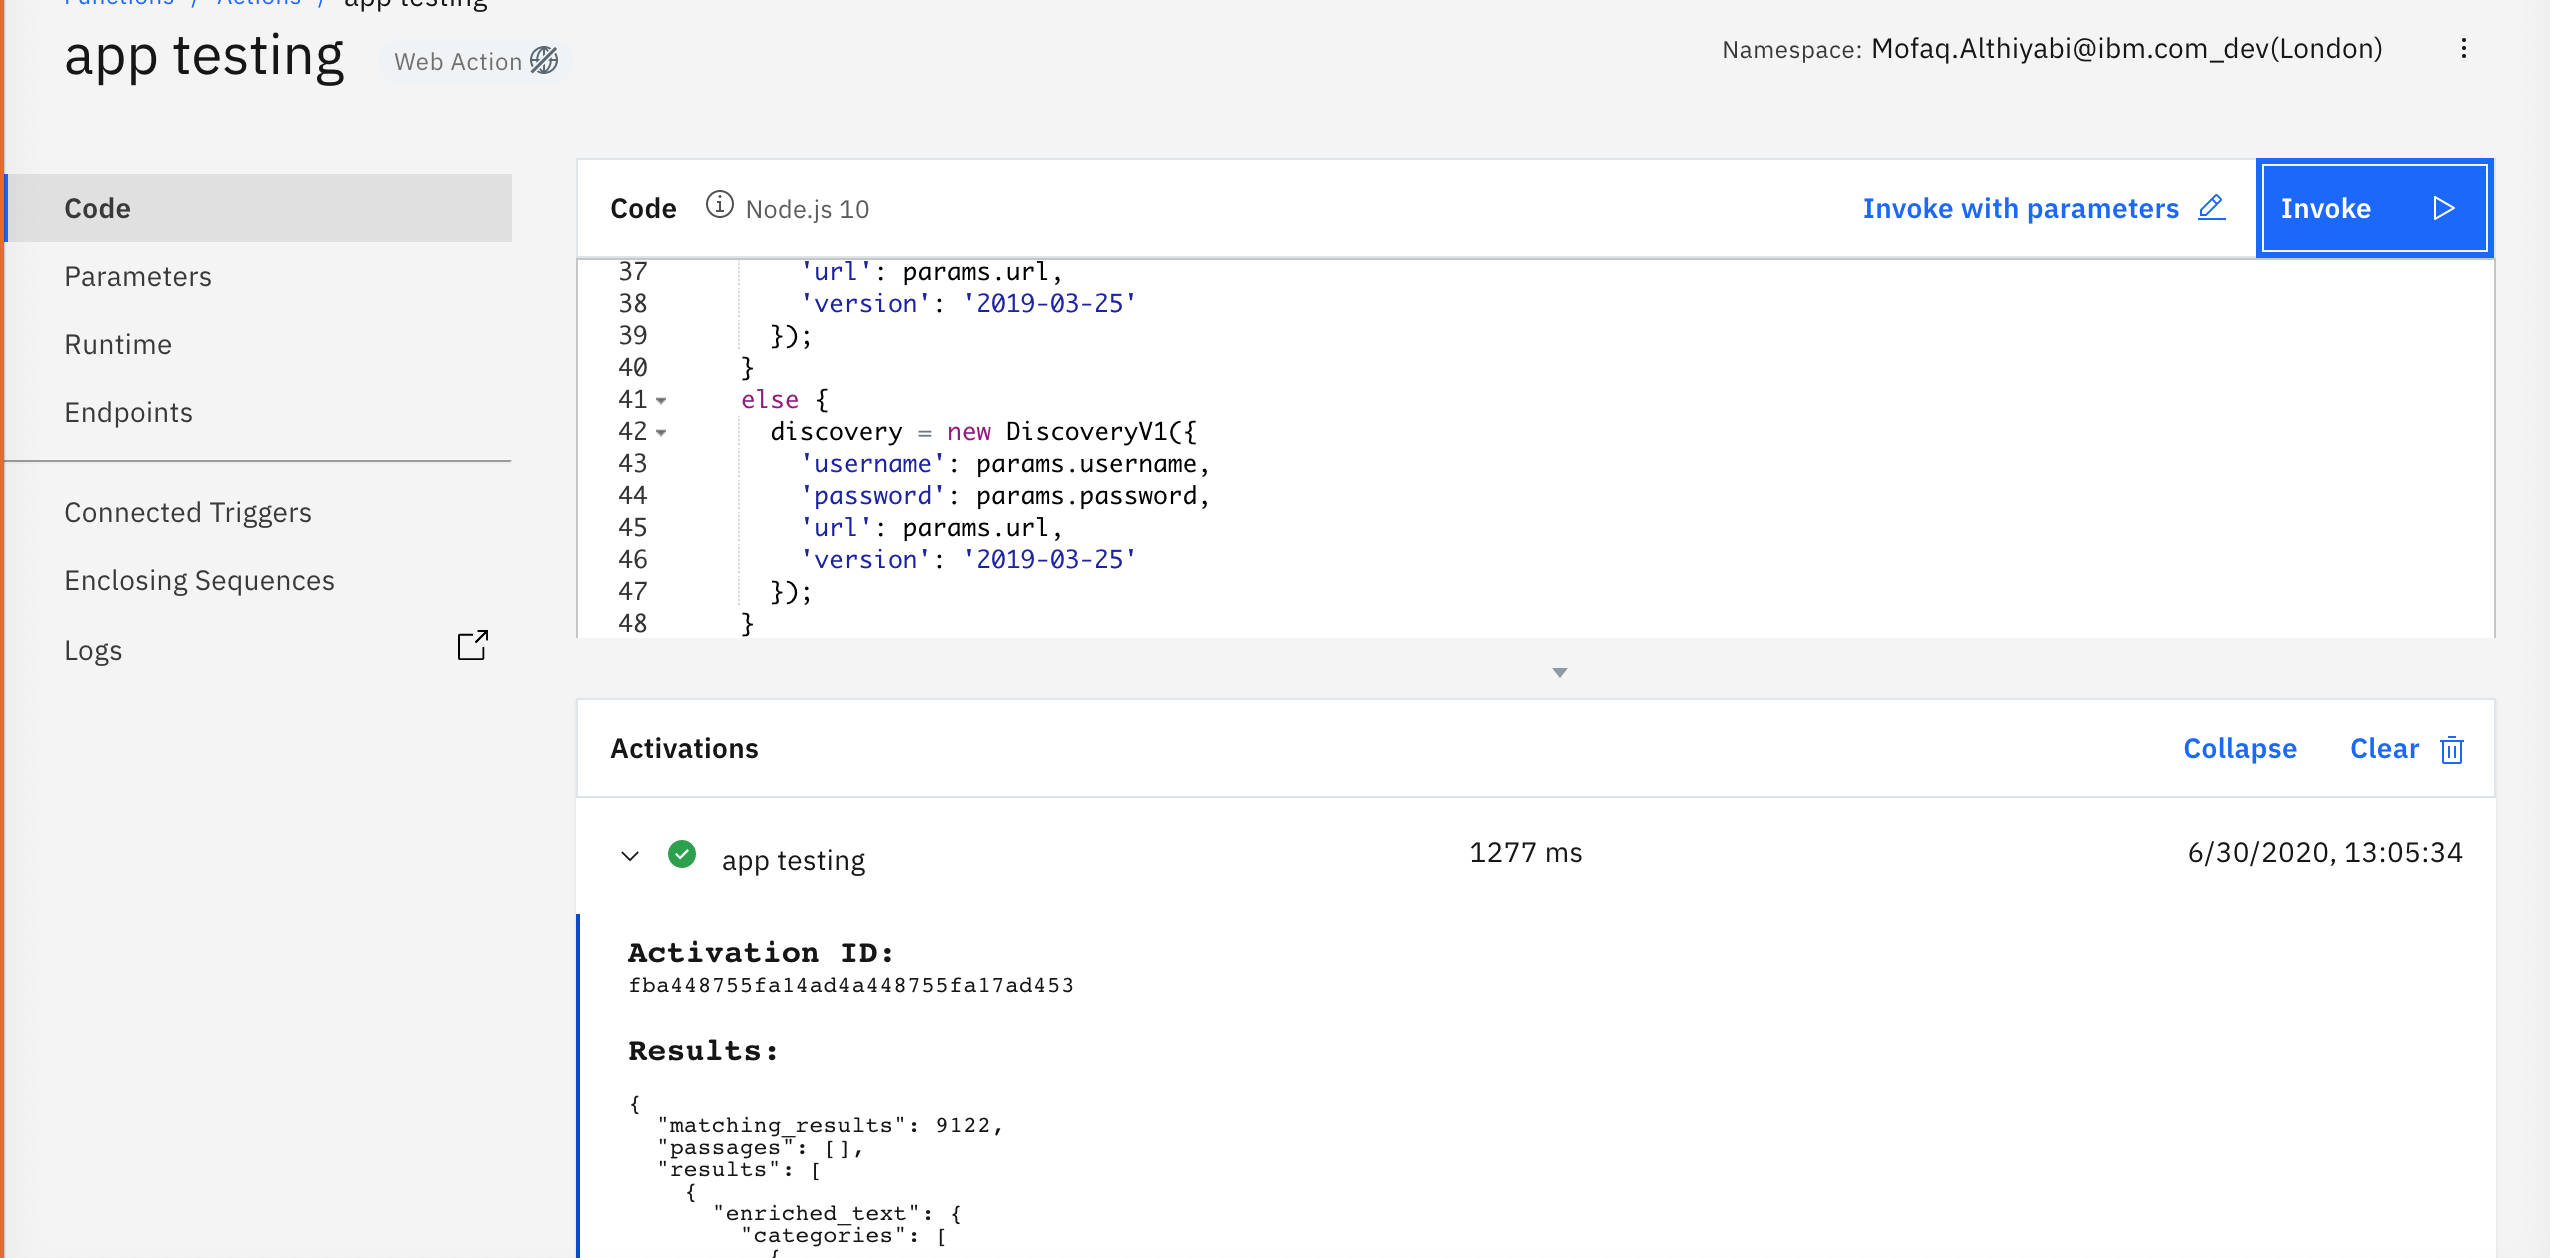 Functions / Actions / app testing
app testing
Web Action
Namespace: Mofaq.Althiyabi@ibm.com_dev(London)
Code
Parameters
Runtime
Endpoints
Connected Triggers
Enclosing Sequences
Logs
Code Node.js 10
Invoke with parameters
Invoke
37 'url': params.url,
38 'version': '2019-03-25'
39 });
40 }
41 else {
42 discovery = new DiscoveryV1({
43 'username': params.username,
44 'password': params.password,
45 'url': params.url,
46 'version': '2019-03-25'
47 });
48 }
Activations
Collapse
Clear
app testing 1277 ms 6/30/2020, 13:05:34
Activation ID:
fba448755fa14ad4a448755fa17ad453
Results:
{
"matching_results": 9122,
"passages": [],
"results": [
{
"enriched_text": {
"categories": [
{